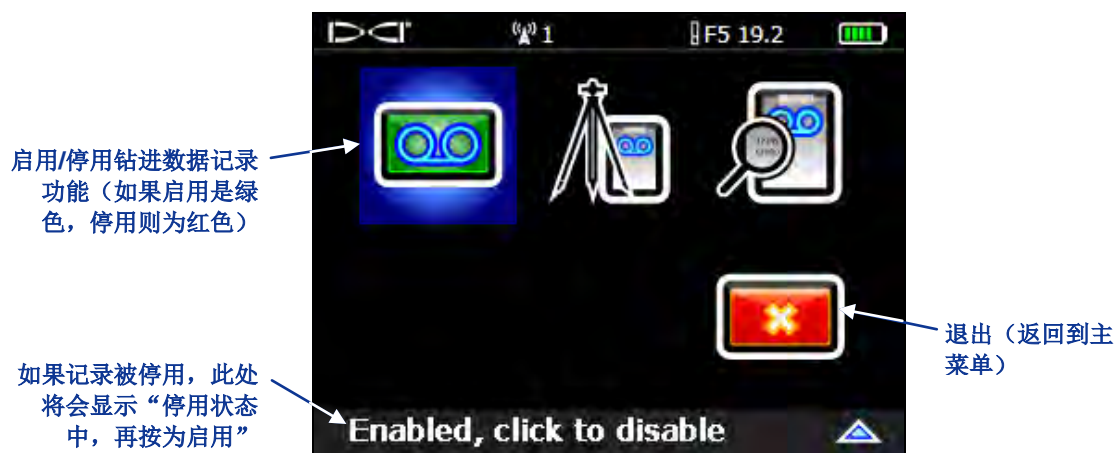 DCI
1
F5 19.2
启用/停用钻进数据记录
功能（如果启用是绿
色，停用则为红色）
退出（返回到主
菜单）
如果记录被停用，此处
将会显示“停用状态
中，再按为启用”
Enabled, click to disable